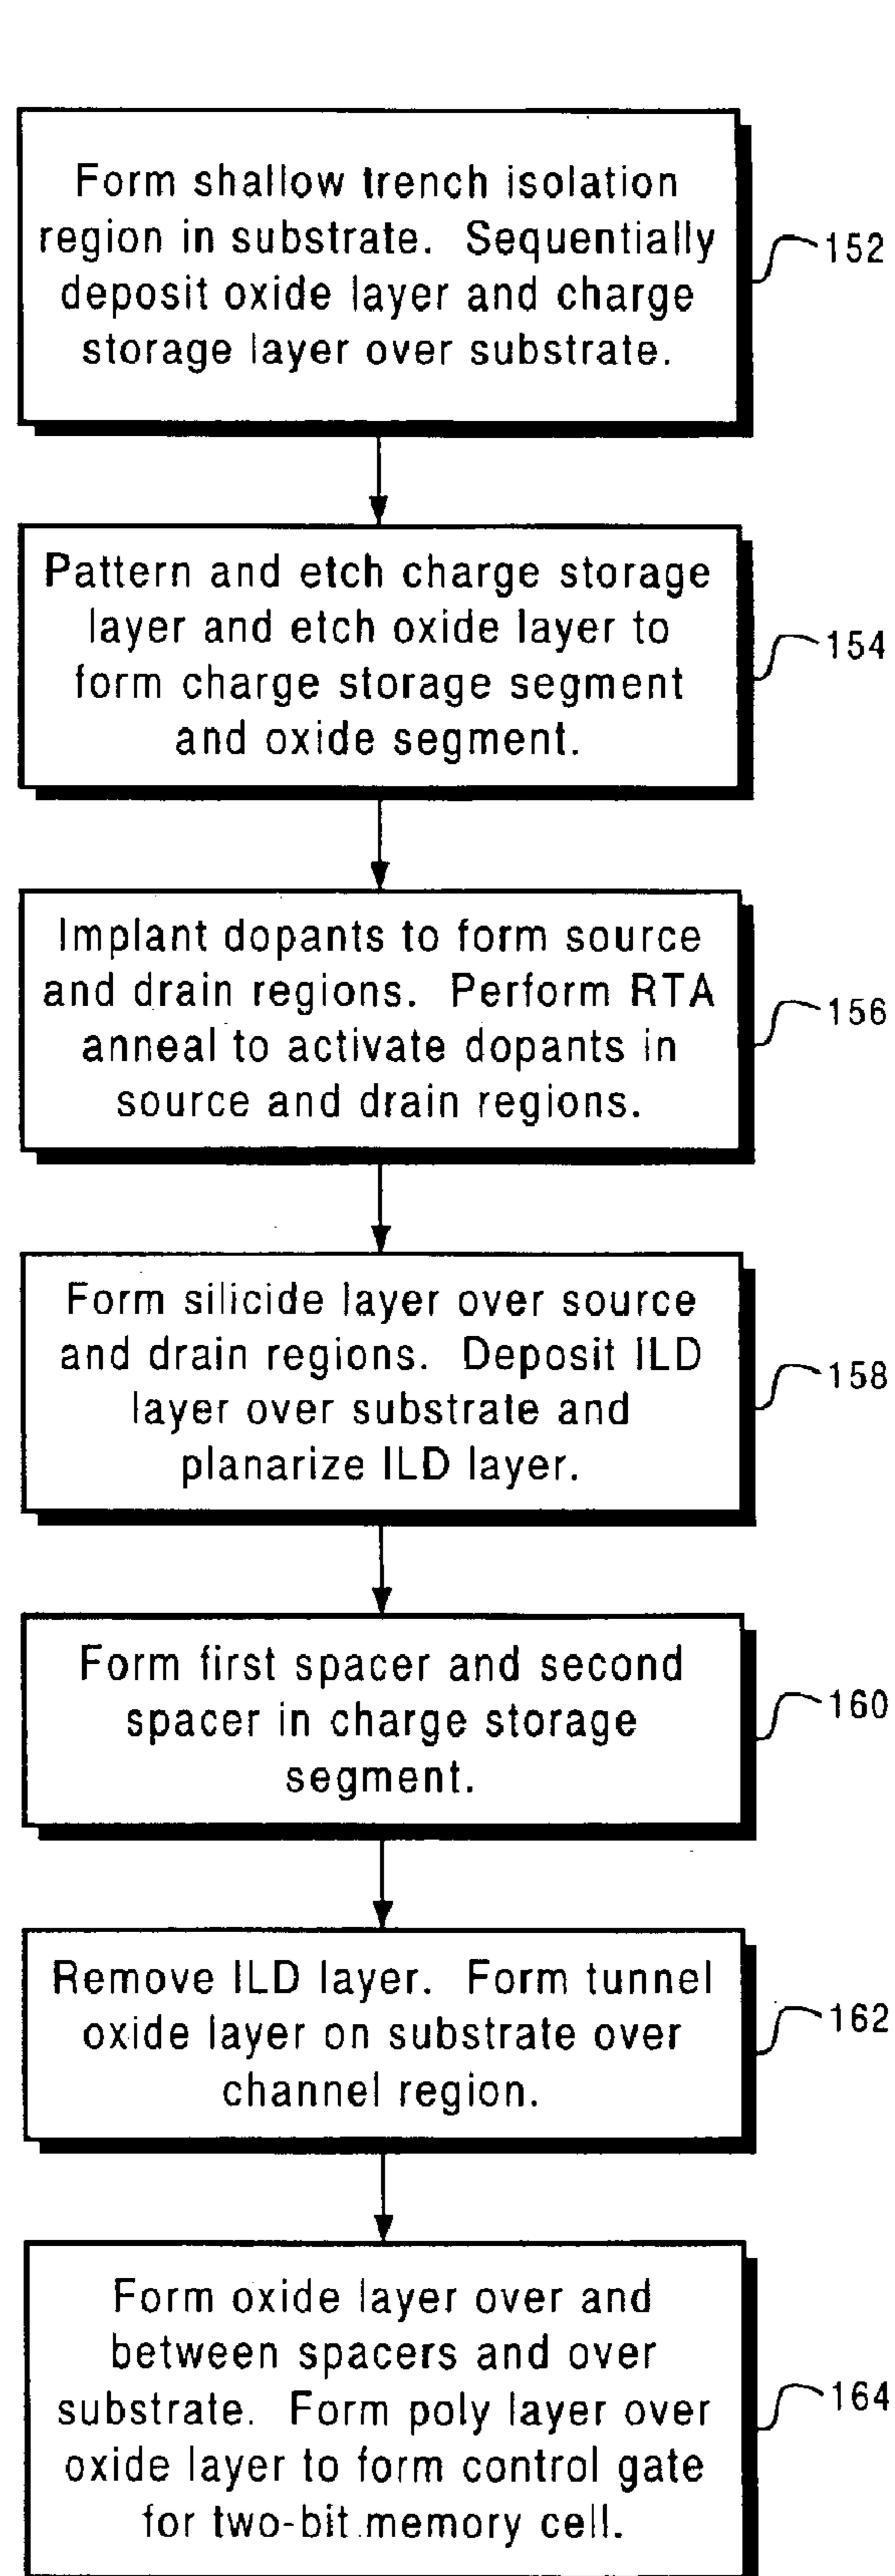 Form shallow trench isolation
region in substrate. Sequentially
deposit oxide layer and charge
storage layer over substrate.
152
Pattern and etch charge storage
layer and etch oxide layer to
form charge storage segment
and oxide segment.
154
Implant dopants to form source
and drain regions. Perform RTA
anneal to activate dopants in
source and drain regions.
156
Form silicide layer over source
and drain regions. Deposit ILD
layer over substrate and
planarize ILD layer.
158
Form first spacer and second
spacer in charge storage
segment.
160
Remove ILD layer. Form tunnel
oxide layer on substrate over
channel region.
162
Form oxide layer over and
between spacers and over
substrate. Form poly layer over
oxide layer to form control gate
for two-bit memory cell.
164